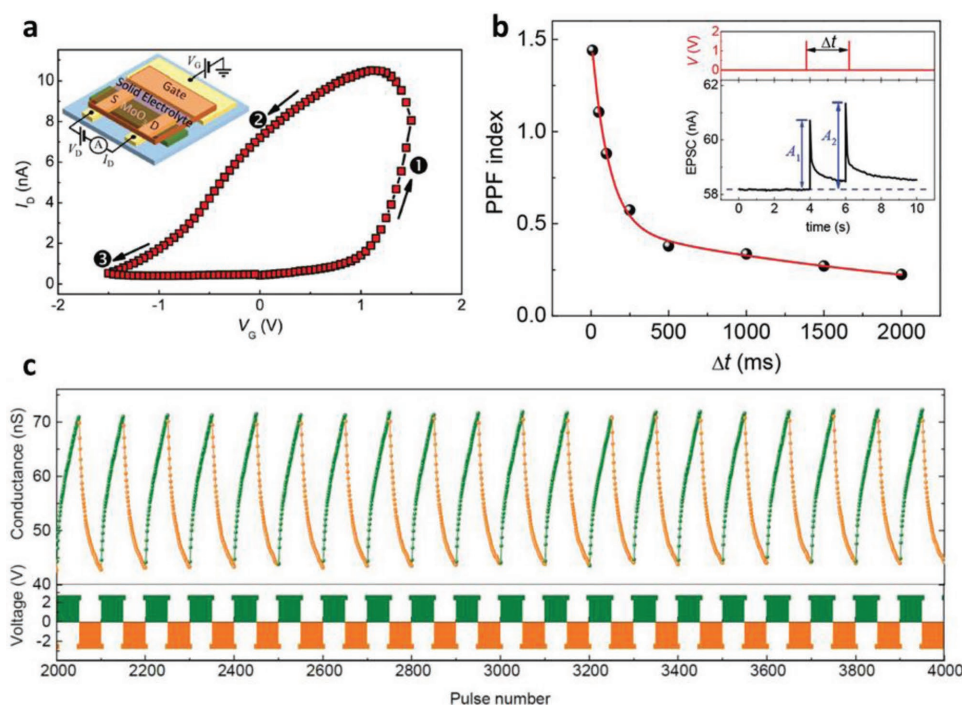 a
V_G
Gate
Solid Electrolyte
S MoO D
V_D
A
I_D
I_D (nA)
10
8
6
4
2
0
❶
❷
❸
-2 -1 0 1 2
V_G (V)
b
PPF index
1.5
1.0
0.5
0.0
0 500 1000 1500 2000
Δt (ms)
V (V)
2
1
0
Δt
EPSC (nA)
62
60
58
A_1
A_2
0 2 4 6 8 10
time (s)
c
Conductance (nS)
70
60
50
40
Voltage (V)
2
0
-2
2000 2200 2400 2600 2800 3000 3200 3400 3600 3800 4000
Pulse number